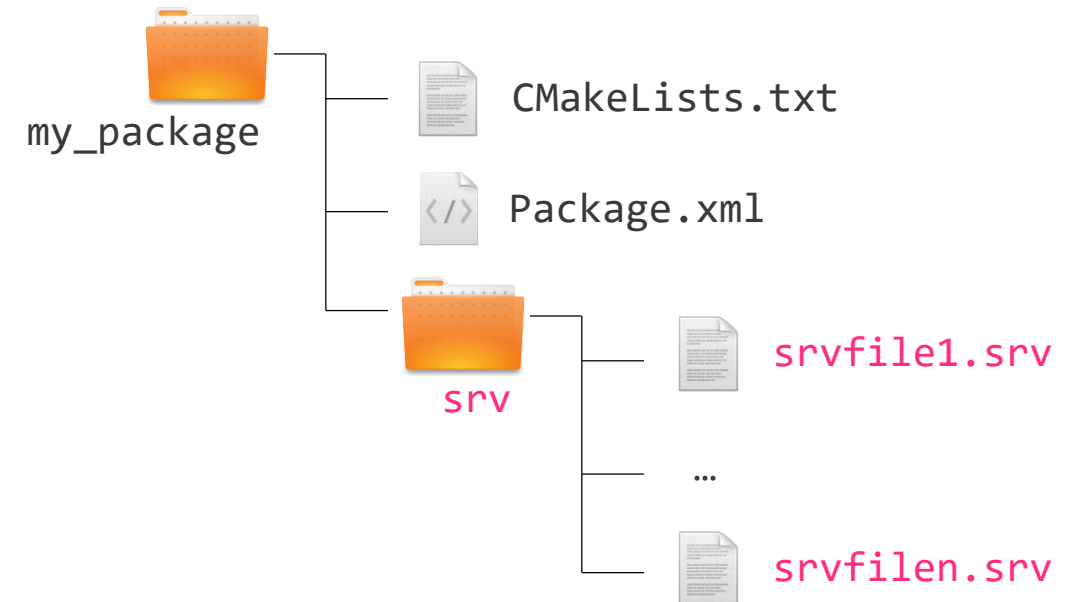 my_package
CMakeLists.txt
Package.xml
srv
srvfile1.srv
…
srvfilen.srv